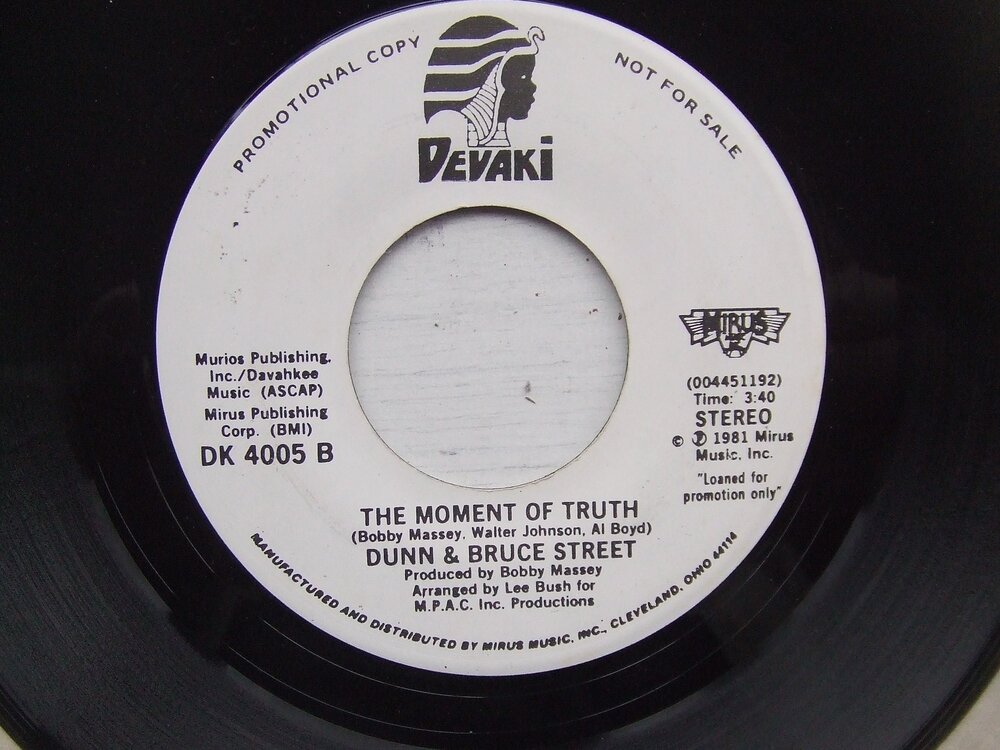 PROMOTIONAL COPY
NOT FOR SALE
DEVAKI
MIRUS
Murios Publishing,
Inc./Davahkee
Music (ASCAP)
Mirus Publishing
Corp. (BMI)
DK 4005 B
(004451192)
Time: 3:40
STEREO
© ℗ 1981 Mirus
Music, Inc.
"Loaned for
promotion only"
THE MOMENT OF TRUTH
(Bobby Massey, Walter Johnson, Al Boyd)
DUNN & BRUCE STREET
Produced by Bobby Massey
Arranged by Lee Bush for
M.P.A.C. Inc. Productions
MANUFACTURED AND DISTRIBUTED BY MIRUS MUSIC, INC., CLEVELAND, OHIO 44114